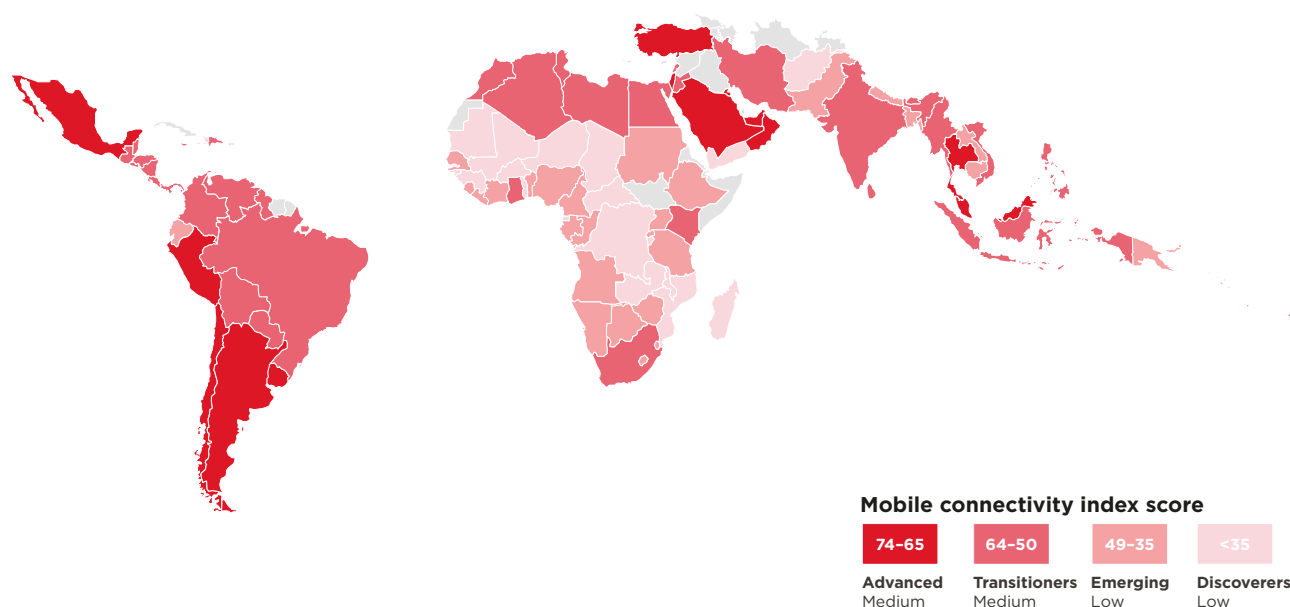 Mobile connectivity index score
74–65 64–50 49–35 <35
Advanced Transitioners Emerging Discoverers
Medium Medium Low Low